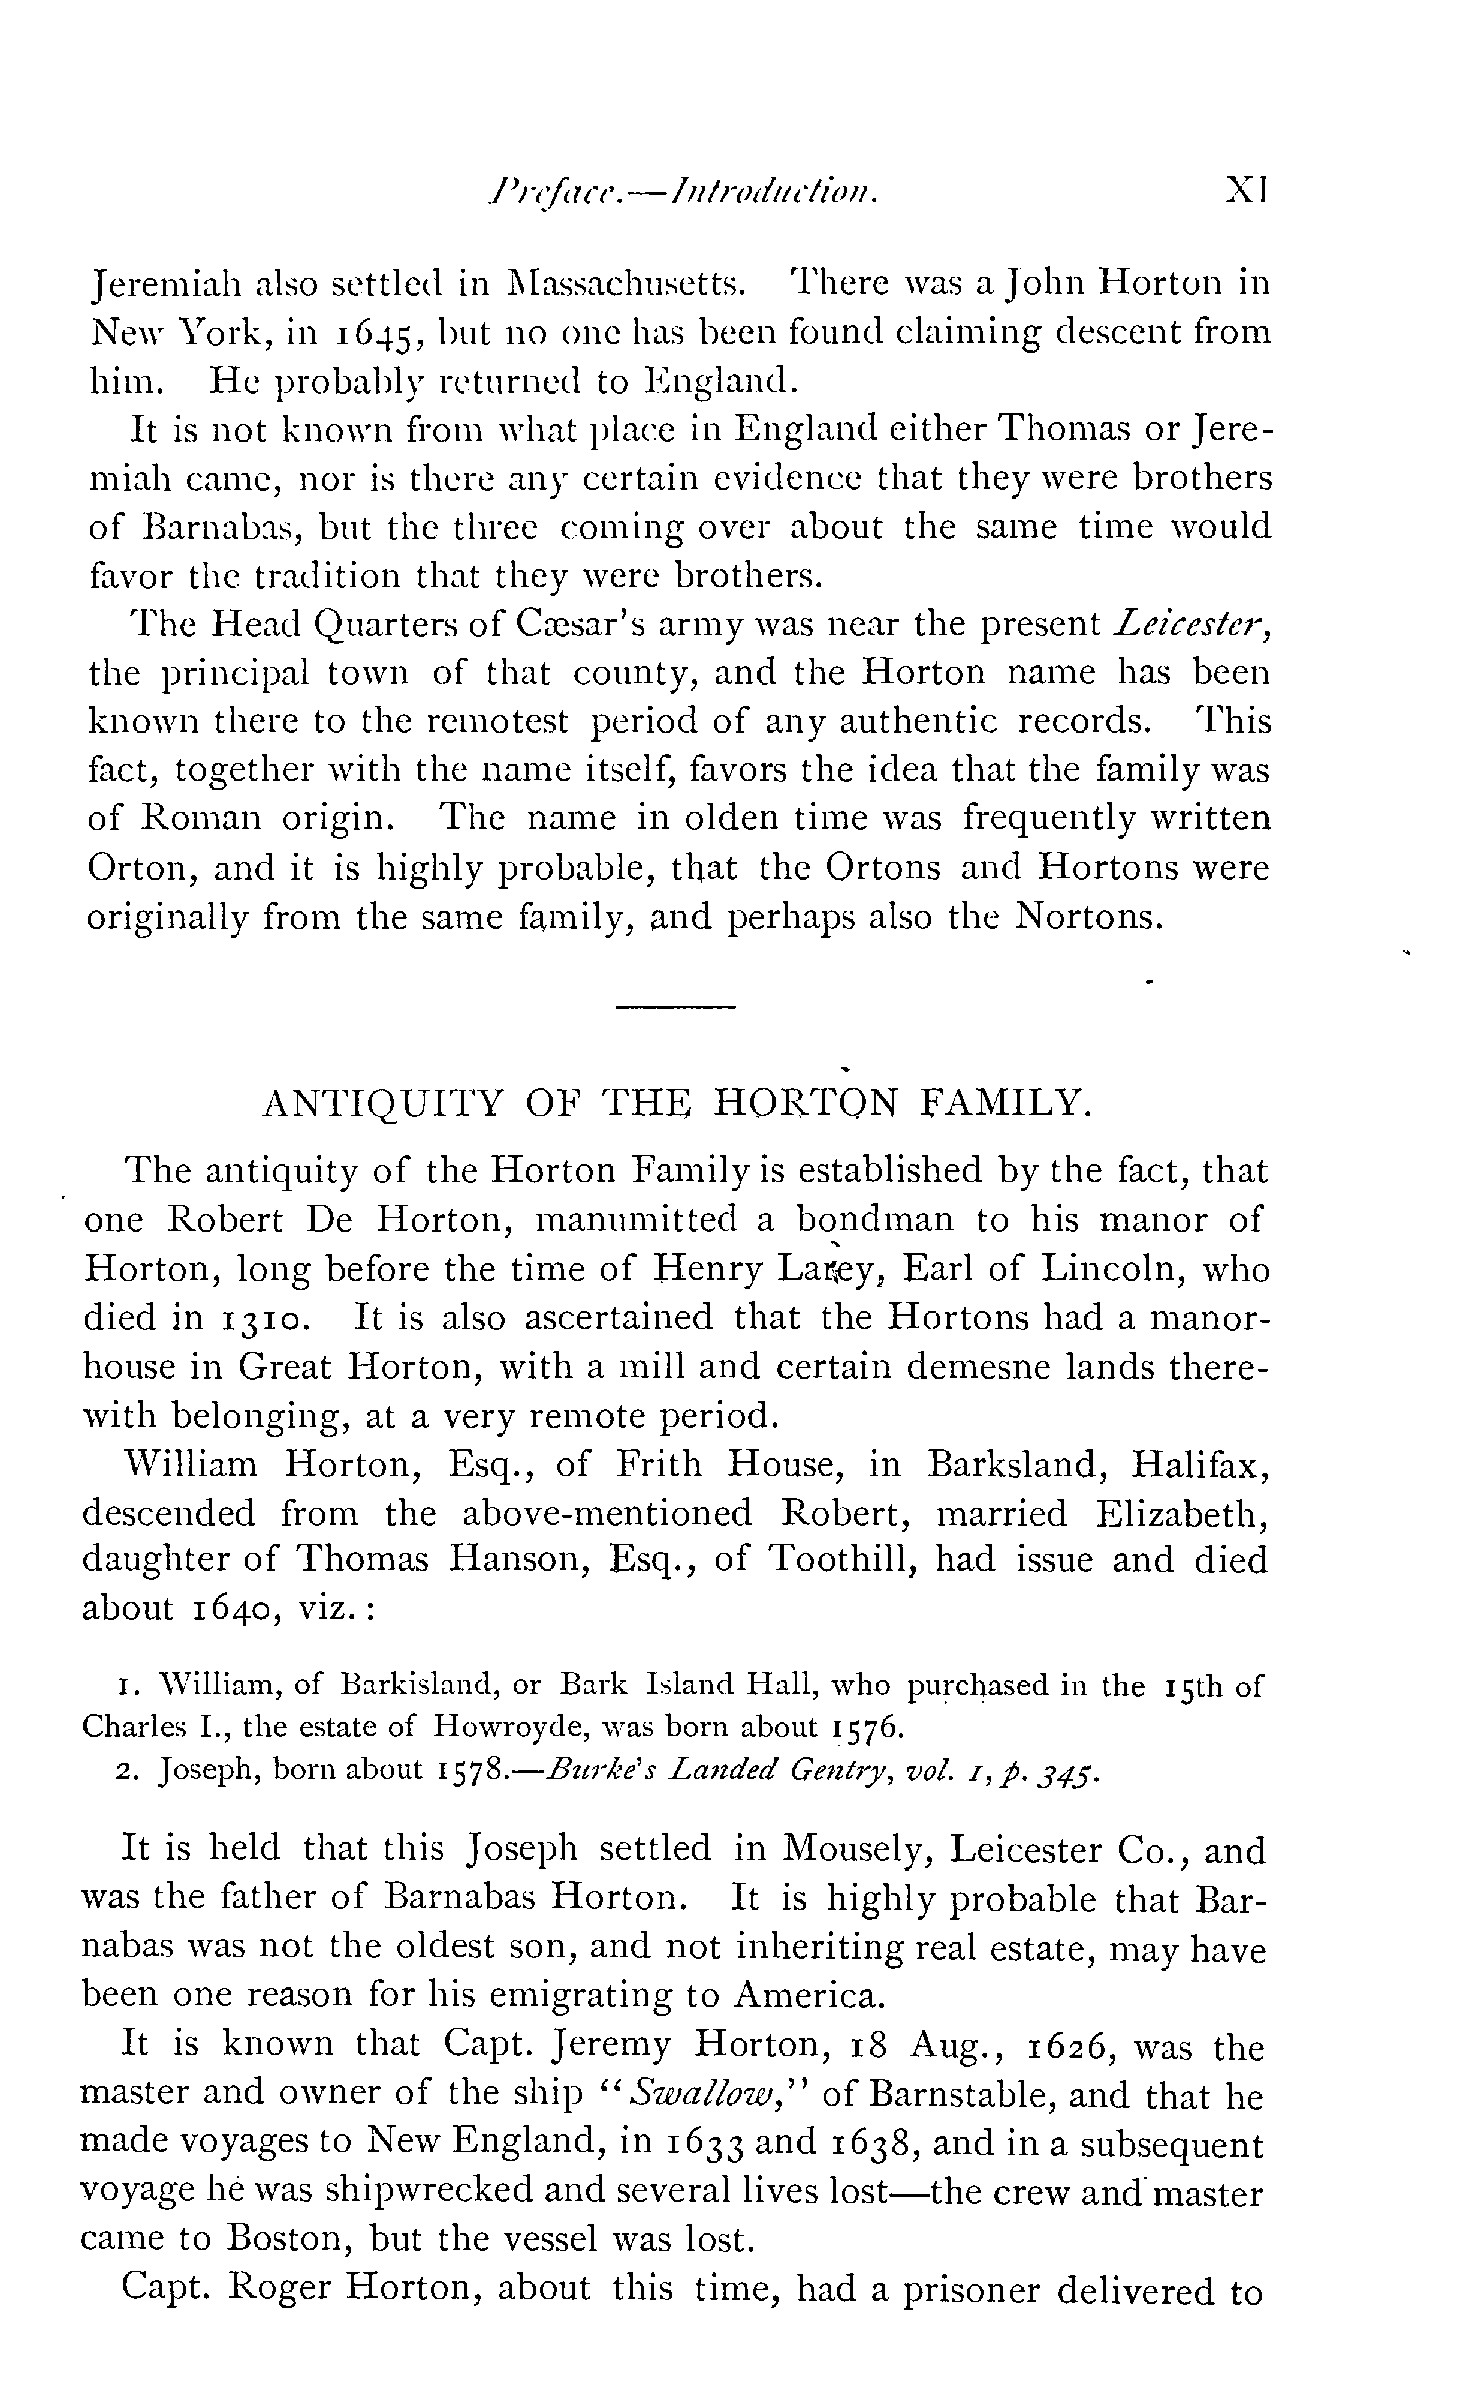 Preface.—Introduction. XI
Jeremiah also settled in Massachusetts. There was a John Horton in
New York, in 1645, but no one has been found claiming descent from
him. He probably returned to England.
It is not known from what place in England either Thomas or Jere-
miah came, nor is there any certain evidence that they were brothers
of Barnabas, but the three coming over about the same time would
favor the tradition that they were brothers.
The Head Quarters of Cæsar's army was near the present Leicester,
the principal town of that county, and the Horton name has been
known there to the remotest period of any authentic records. This
fact, together with the name itself, favors the idea that the family was
of Roman origin. The name in olden time was frequently written
Orton, and it is highly probable, that the Ortons and Hortons were
originally from the same family, and perhaps also the Nortons.
ANTIQUITY OF THE HORTON FAMILY.
The antiquity of the Horton Family is established by the fact, that
one Robert De Horton, manumitted a bondman to his manor of
Horton, long before the time of Henry Earl of Lincoln, who
died in 1310. It is also ascertained that the Hortons had a manor-
house in Great Horton, with a mill and certain demesne lands there-
with belonging, at a very remote period.
William Horton, Esq., of Frith House, in Barksland, Halifax,
descended from the above-mentioned Robert, married Elizabeth,
daughter of Thomas Hanson, Esq., of Toothill, had issue and died
about 1640, viz. :
1. William, of Barkisland, or Bark Island Hall, who purchased in the 15th of
Charles I., the estate of Howroyde, was born about 1576.
2. Joseph, born about 1578.—Burke's Landed Gentry, vol. 1, p. 345.
It is held that this Joseph settled in Mousely, Leicester Co., and
was the father of Barnabas Horton. It is highly probable that Bar-
nabas was not the oldest son, and not inheriting real estate, may have
been one reason for his emigrating to America.
It is known that Capt. Jeremy Horton, 18 Aug., 1626, was the
master and owner of the ship "Swallow," of Barnstable, and that he
made voyages to New England, in 1633 and 1638, and in a subsequent
voyage he was shipwrecked and several lives lost—the crew and master
came to Boston, but the vessel was lost.
Capt. Roger Horton, about this time, had a prisoner delivered to